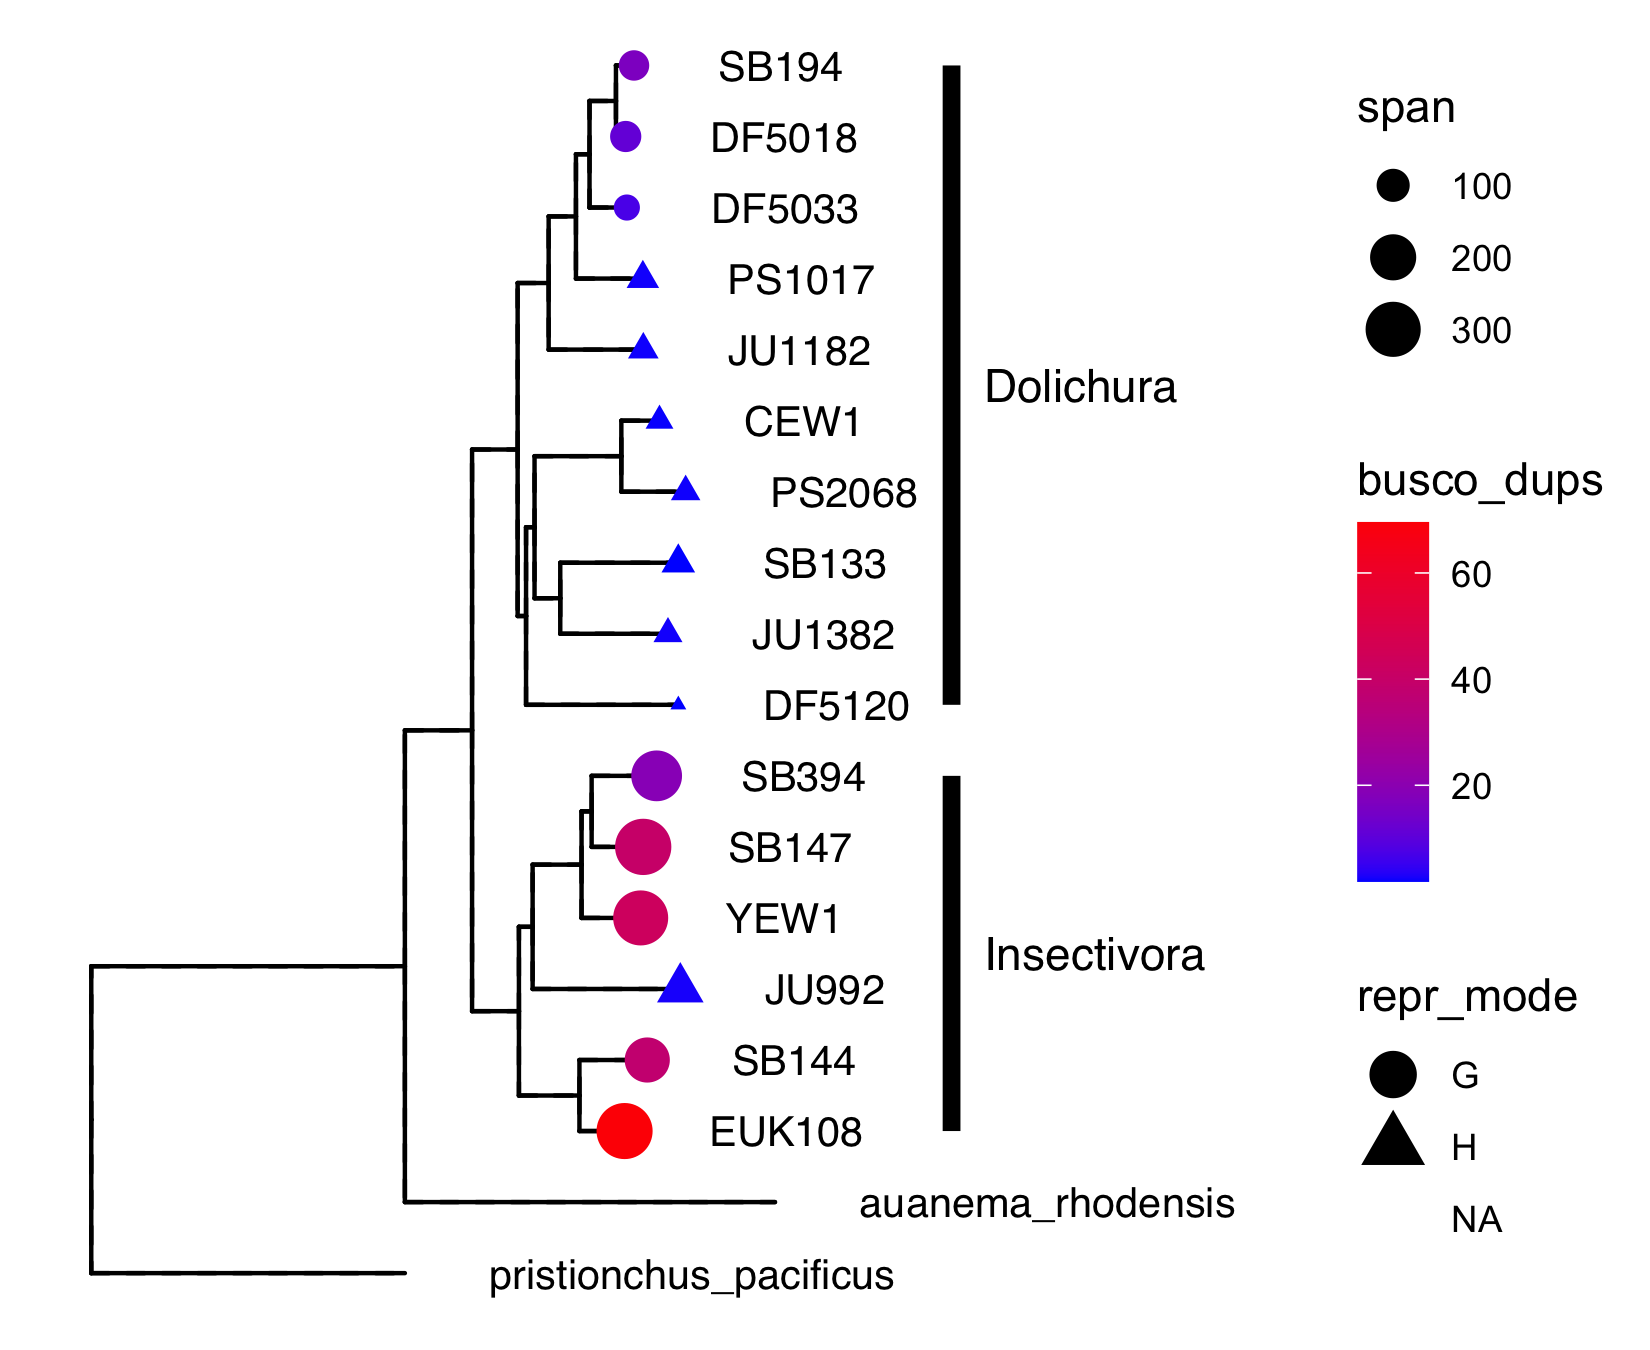 SB194
DF5018
DF5033
PS1017
JU1182
CEW1
PS2068
SB133
JU1382
DF5120
SB394
SB147
YEW1
JU992
SB144
EUK108
auanema_rhodensis
pristionchus_pacificus
Dolichura
Insectivora
span
100
200
300
busco_dups
60
40
20
repr_mode
G
H
NA